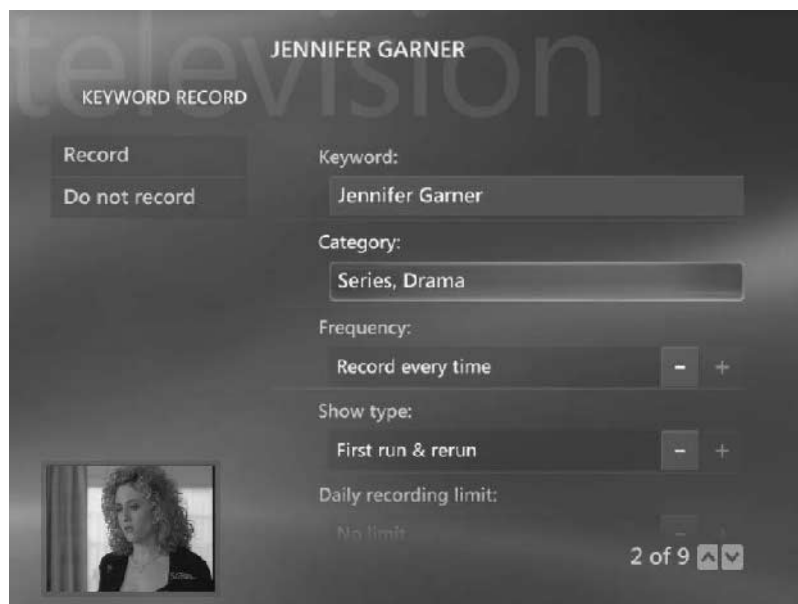 television
JENNIFER GARNER
KEYWORD RECORD
Record
Do not record
Keyword:
Jennifer Garner
Category:
Series, Drama
Frequency:
Record every time
- +
Show type:
First run & rerun
- +
Daily recording limit:
No limit
- +
2 of 9